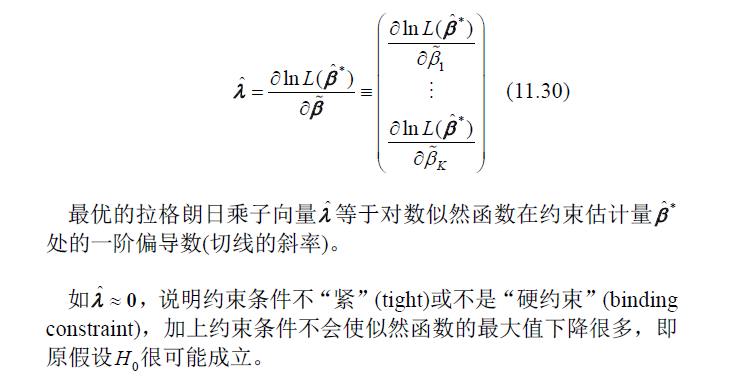 $$\hat{\boldsymbol{\lambda}} = \frac{\partial \ln L(\hat{\boldsymbol{\beta}}^*)}{\partial \tilde{\boldsymbol{\beta}}} \equiv \begin{pmatrix} \frac{\partial \ln L(\hat{\boldsymbol{\beta}}^*)}{\partial \tilde{\beta}_1} \\ \vdots \\ \frac{\partial \ln L(\hat{\boldsymbol{\beta}}^*)}{\partial \tilde{\beta}_K} \end{pmatrix} \quad (11.30)$$
最优的拉格朗日乘子向量$\hat{\boldsymbol{\lambda}}$等于对数似然函数在约束估计量$\hat{\boldsymbol{\beta}}^*$
处的一阶偏导数(切线的斜率)。
如$\hat{\boldsymbol{\lambda}} \approx \mathbf{0}$，说明约束条件不“紧”(tight)或不是“硬约束”(binding
constraint)，加上约束条件不会使似然函数的最大值下降很多，即
原假设$H_0$很可能成立。